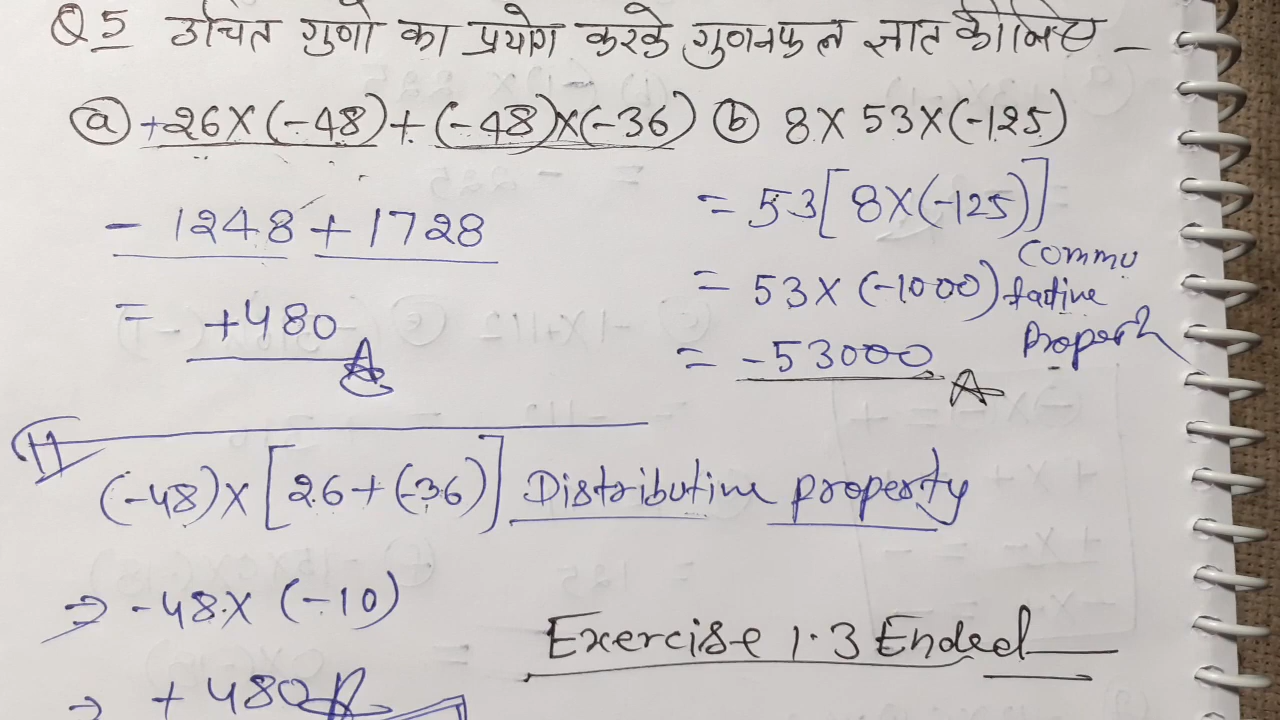 Q5 उचित गुणों का प्रयोग करके गुणनफल ज्ञात कीजिए –
(a) +26×(-48)+(-48)×(-36) (b) 8×53×(-125)
-1248+1728
= +480
= 53[8×(-125)]
= 53×(-1000)
= -53000
Commu
tative
Property
II
(-48)×[26+(-36)] Distributive property
⇒ -48×(-10)
⇒ +480
Exercise 1.3 Ended